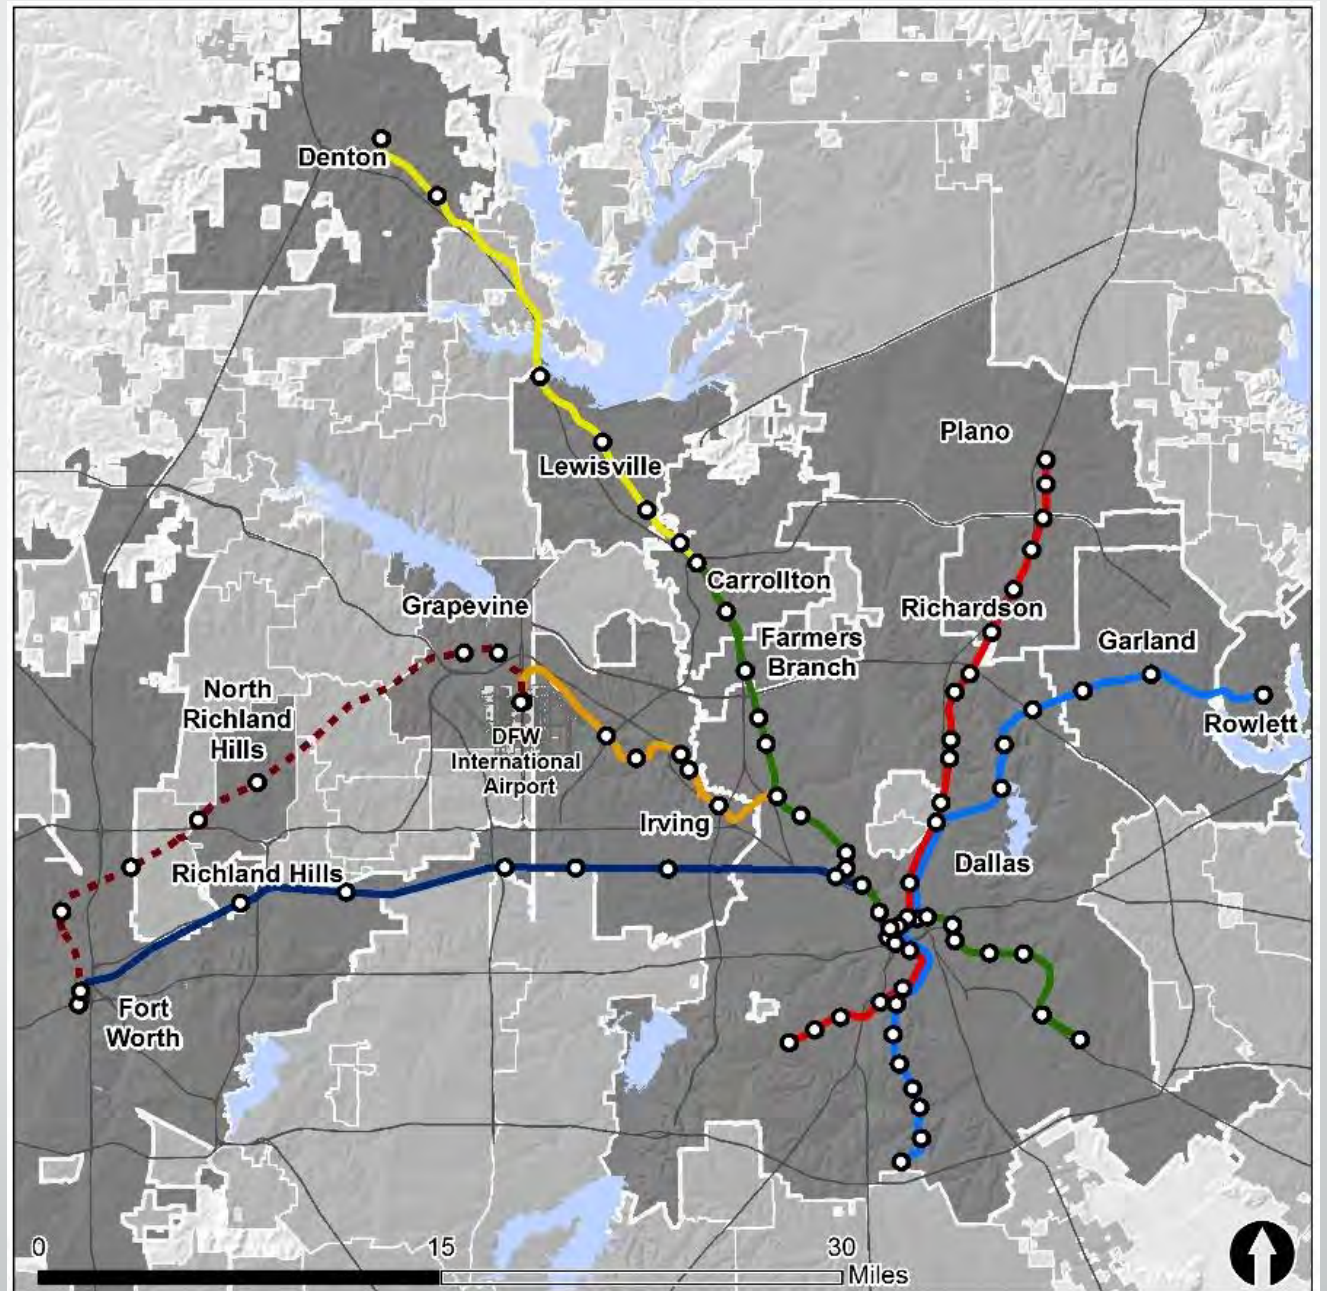 Denton
Plano
Lewisville
Carrollton
Grapevine
Richardson
Farmers
Branch
Garland
North
Richland
Hills
Rowlett
DFW
International
Airport
Irving
Dallas
Richland Hills
Fort
Worth
0 15 30
Miles